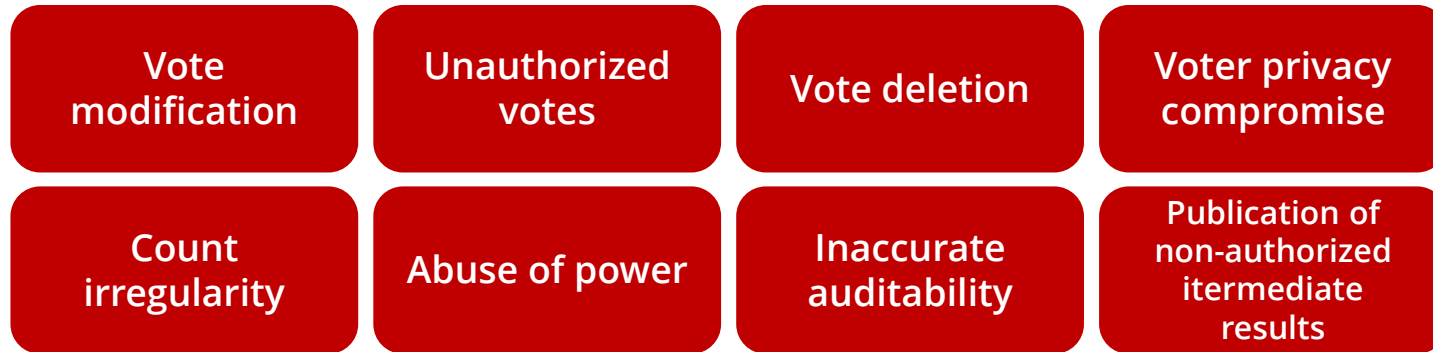 Vote
modification
Unauthorized
votes
Vote deletion
Voter privacy
compromise
Count
irregularity
Abuse of power
Inaccurate
auditability
Publication of
non-authorized
itermediate
results